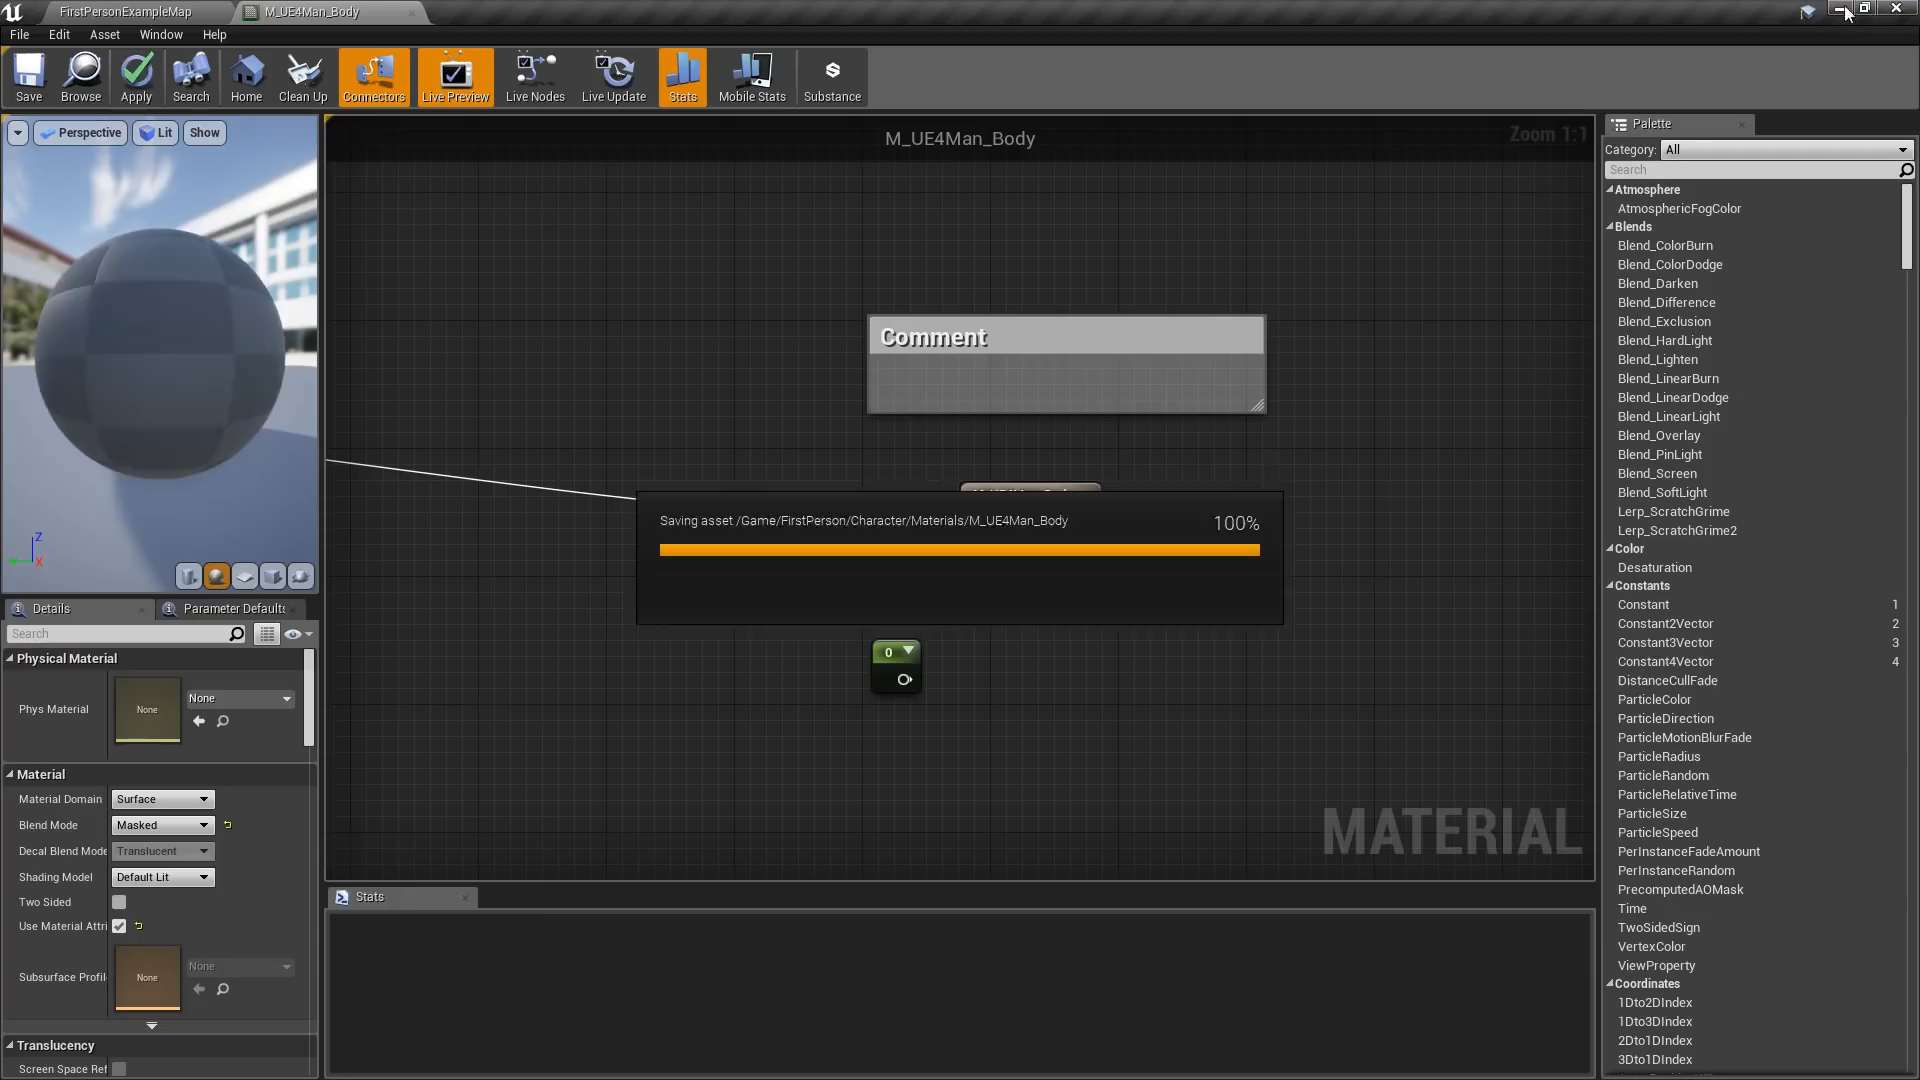 FirstPersonExampleMap
M_UE4Man_Body
File Edit Asset Window Help
Save Browse Apply Search Home Clean Up Connectors Live Preview Live Nodes Live Update Stats Mobile Stats Substance
Perspective Lit Show
Z
X
M_UE4Man_Body
Zoom 1:1
Comment
Saving asset /Game/FirstPerson/Character/Materials/M_UE4Man_Body
100%
0
MATERIAL
Stats
Details
Parameter Defaults
Search
Physical Material
Phys Material
None
None
Material
Material Domain Surface
Blend Mode Masked
Decal Blend Mode Translucent
Shading Model Default Lit
Two Sided
Use Material Attri
Subsurface Profil
None
None
Translucency
Screen Space Ref
Palette
Category: All
Search
Atmosphere
AtmosphericFogColor
Blends
Blend_ColorBurn
Blend_ColorDodge
Blend_Darken
Blend_Difference
Blend_Exclusion
Blend_HardLight
Blend_Lighten
Blend_LinearBurn
Blend_LinearDodge
Blend_LinearLight
Blend_Overlay
Blend_PinLight
Blend_Screen
Blend_SoftLight
Lerp_ScratchGrime
Lerp_ScratchGrime2
Color
Desaturation
Constants
Constant 1
Constant2Vector 2
Constant3Vector 3
Constant4Vector 4
DistanceCullFade
ParticleColor
ParticleDirection
ParticleMotionBlurFade
ParticleRadius
ParticleRandom
ParticleRelativeTime
ParticleSize
ParticleSpeed
PerInstanceFadeAmount
PerInstanceRandom
PrecomputedAOMask
Time
TwoSidedSign
VertexColor
ViewProperty
Coordinates
1Dto2DIndex
1Dto3DIndex
2Dto1DIndex
3Dto1DIndex